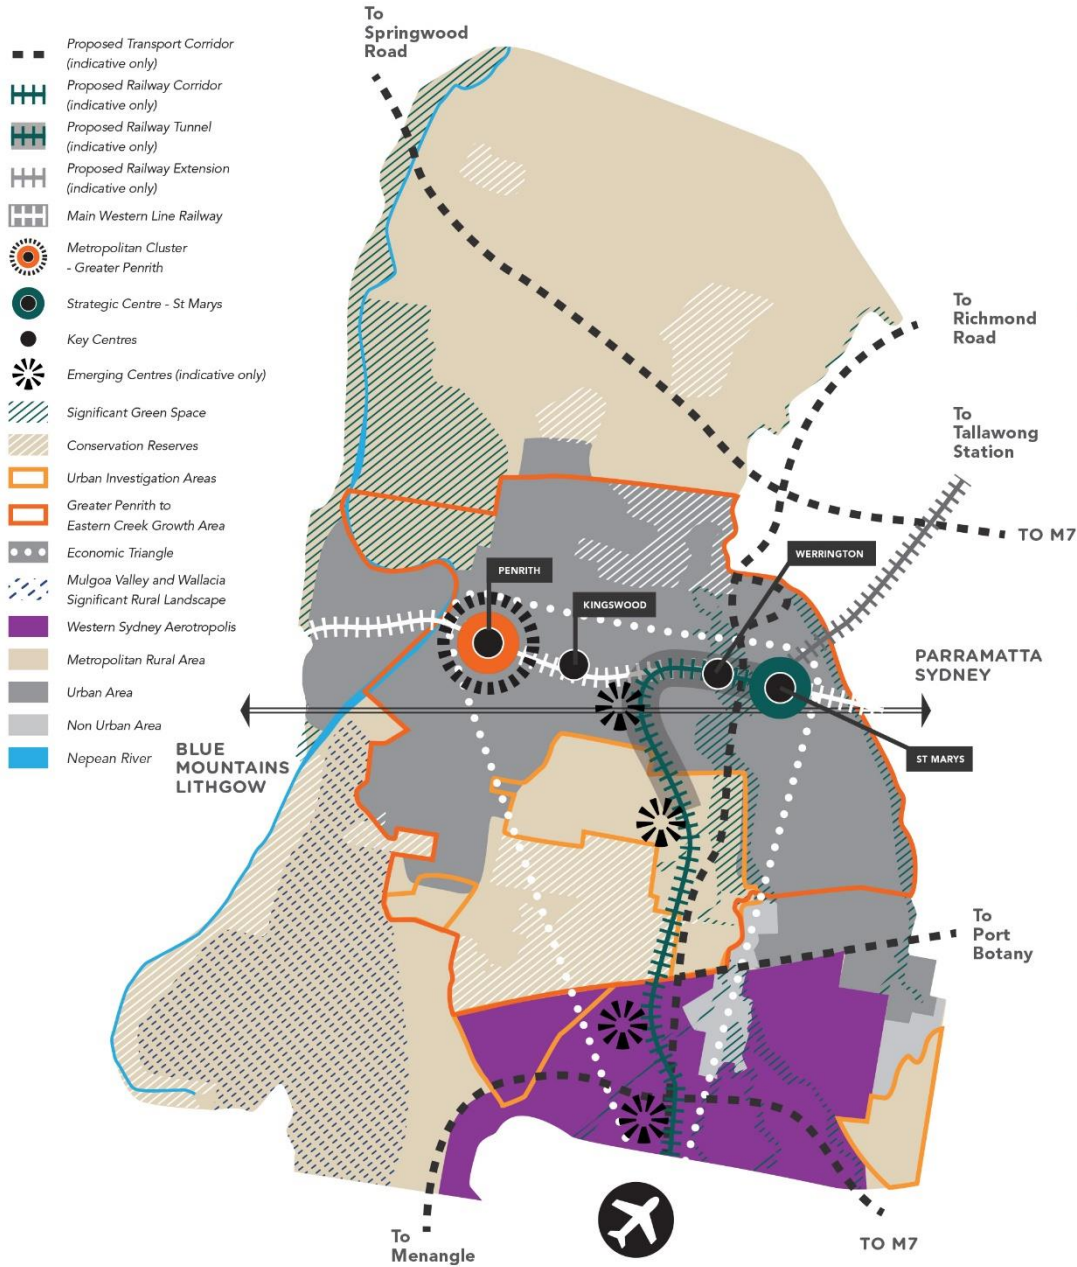 To
Springwood
Road
Proposed Transport Corridor
(indicative only)
Proposed Railway Corridor
(indicative only)
Proposed Railway Tunnel
(indicative only)
Proposed Railway Extension
(indicative only)
Main Western Line Railway
Metropolitan Cluster
- Greater Penrith
Strategic Centre - St Marys
Key Centres
Emerging Centres (indicative only)
Significant Green Space
Conservation Reserves
Urban Investigation Areas
Greater Penrith to
Eastern Creek Growth Area
Economic Triangle
Mulgoa Valley and Wallacia
Significant Rural Landscape
Western Sydney Aerotropolis
Metropolitan Rural Area
Urban Area
Non Urban Area
Nepean River
To
Richmond
Road
To
Tallawong
Station
TO M7
WERRINGTON
PENRITH
KINGSWOOD
PARRAMATTA
SYDNEY
BLUE
MOUNTAINS
LITHGOW
ST MARYS
To
Port
Botany
To
Menangle
TO M7